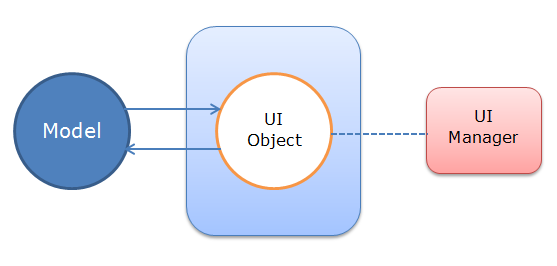 Model
UI
Object
UI
Manager